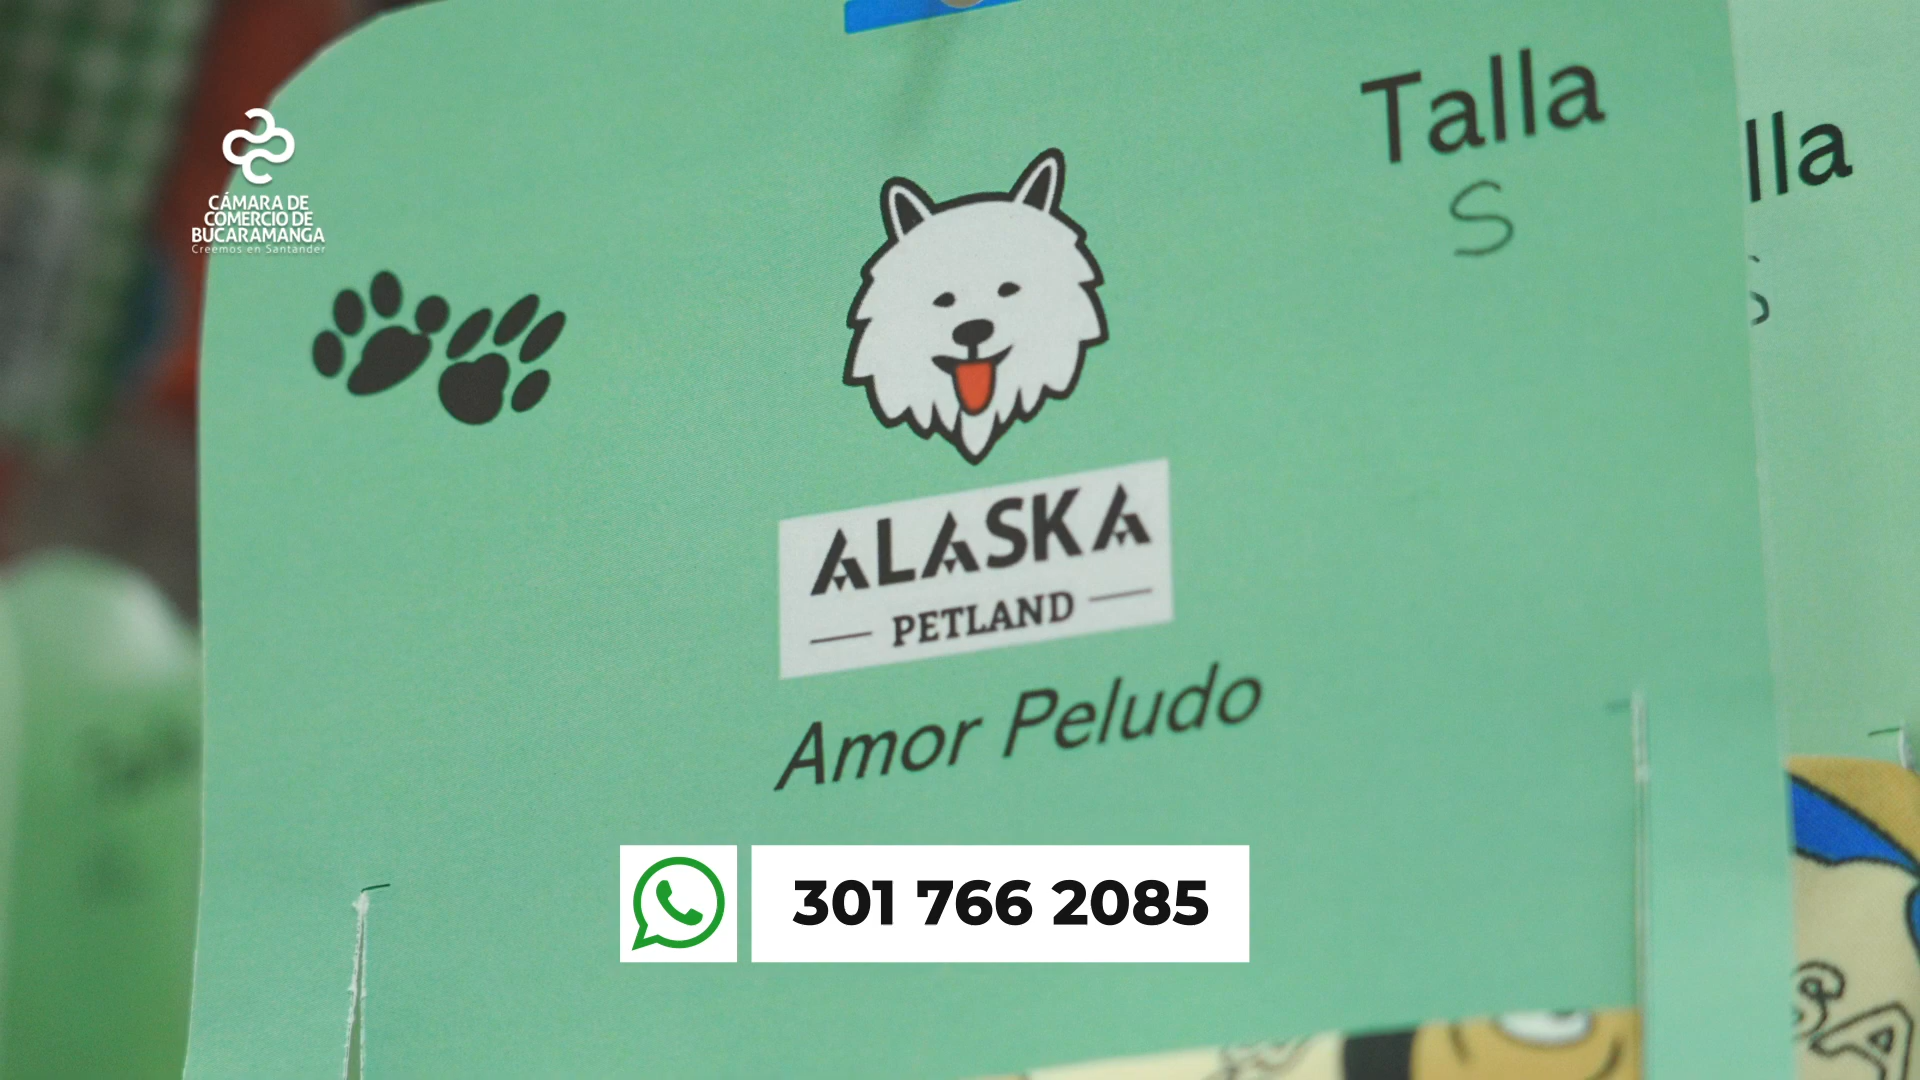 CÁMARA DE
COMERCIO DE
BUCARAMANGA
Creemos en Santander
Talla
S
lla
S
ALASKA
PETLAND
Amor Peludo
301 766 2085